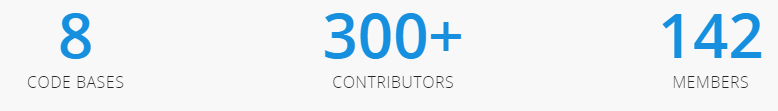 8 300+ 142
CODE BASES CONTRIBUTORS MEMBERS